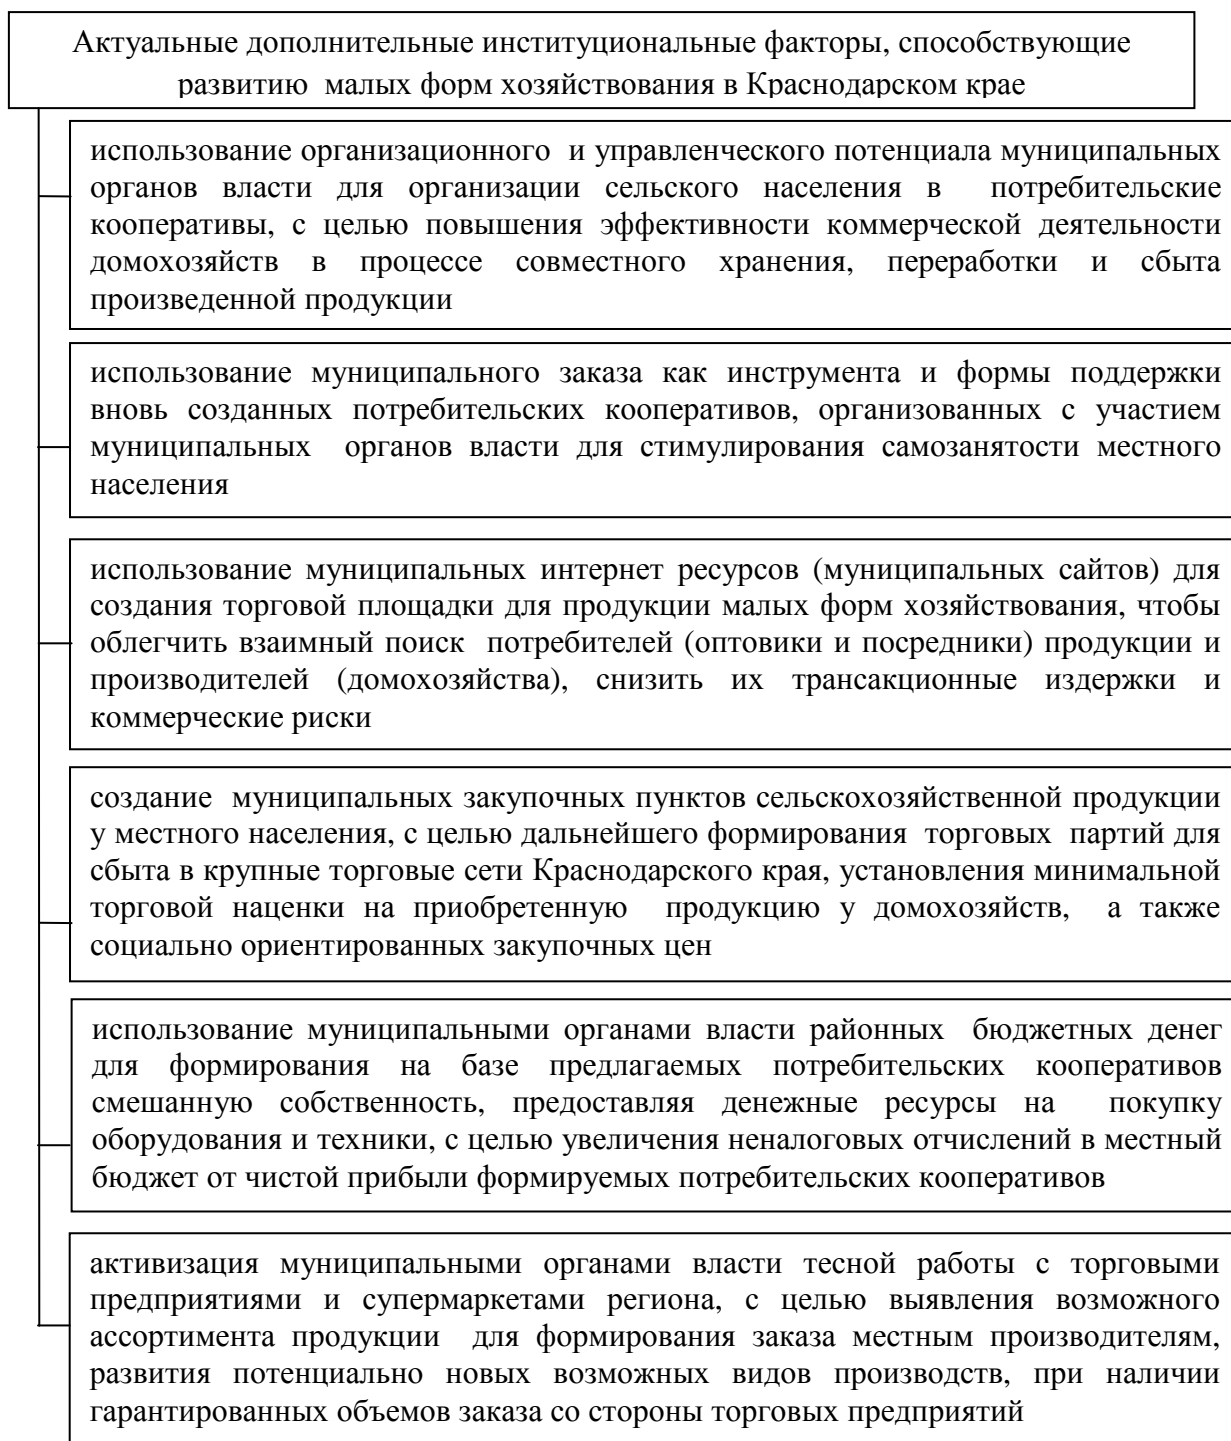 Актуальные дополнительные институциональные факторы, способствующие
развитию малых форм хозяйствования в Краснодарском крае
использование организационного и управленческого потенциала муниципальных
органов власти для организации сельского населения в потребительские
кооперативы, с целью повышения эффективности коммерческой деятельности
домохозяйств в процессе совместного хранения, переработки и сбыта
произведенной продукции
использование муниципального заказа как инструмента и формы поддержки
вновь созданных потребительских кооперативов, организованных с участием
муниципальных органов власти для стимулирования самозанятости местного
населения
использование муниципальных интернет ресурсов (муниципальных сайтов) для
создания торговой площадки для продукции малых форм хозяйствования, чтобы
облегчить взаимный поиск потребителей (оптовики и посредники) продукции и
производителей (домохозяйства), снизить их трансакционные издержки и
коммерческие риски
создание муниципальных закупочных пунктов сельскохозяйственной продукции
у местного населения, с целью дальнейшего формирования торговых партий для
сбыта в крупные торговые сети Краснодарского края, установления минимальной
торговой наценки на приобретенную продукцию у домохозяйств, а также
социально ориентированных закупочных цен
использование муниципальными органами власти районных бюджетных денег
для формирования на базе предлагаемых потребительских кооперативов
смешанную собственность, предоставляя денежные ресурсы на покупку
оборудования и техники, с целью увеличения неналоговых отчислений в местный
бюджет от чистой прибыли формируемых потребительских кооперативов
активизация муниципальными органами власти тесной работы с торговыми
предприятиями и супермаркетами региона, с целью выявления возможного
ассортимента продукции для формирования заказа местным производителям,
развития потенциально новых возможных видов производств, при наличии
гарантированных объемов заказа со стороны торговых предприятий